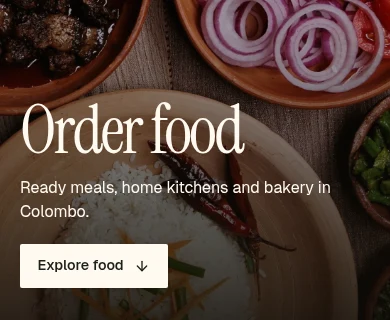 Order food
Ready meals, home kitchens and bakery in
Colombo.
Explore food